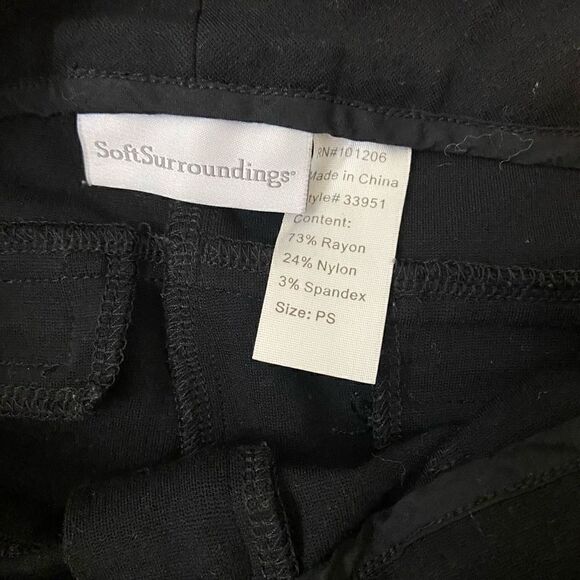 SoftSurroundings®
RN#101206
Made in China
tyle# 33951
Content:
73% Rayon
24% Nylon
3% Spandex
Size: PS